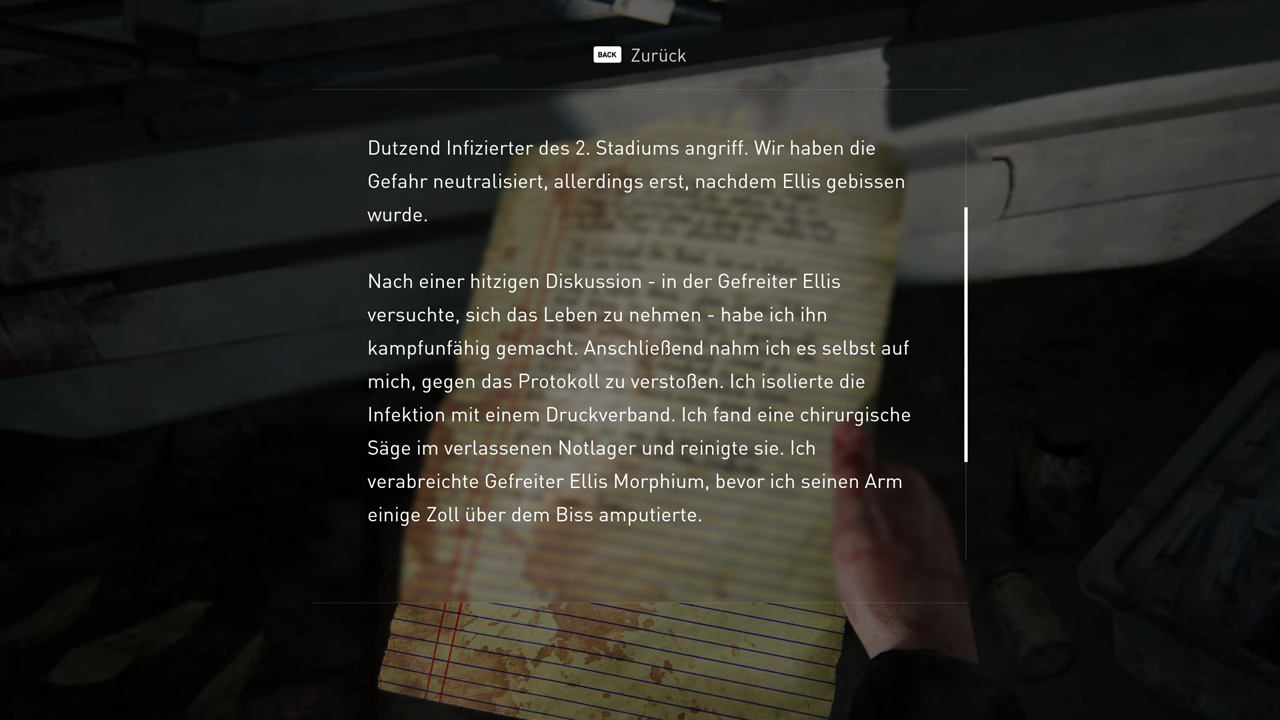 BACK Zurück
Dutzend Infizierter des 2. Stadiums angriff. Wir haben die
Gefahr neutralisiert, allerdings erst, nachdem Ellis gebissen
wurde.
Nach einer hitzigen Diskussion - in der Gefreiter Ellis
versuchte, sich das Leben zu nehmen - habe ich ihn
kampfunfähig gemacht. Anschließend nahm ich es selbst auf
mich, gegen das Protokoll zu verstoßen. Ich isolierte die
Infektion mit einem Druckverband. Ich fand eine chirurgische
Säge im verlassenen Notlager und reinigte sie. Ich
verabreichte Gefreiter Ellis Morphium, bevor ich seinen Arm
einige Zoll über dem Biss amputierte.